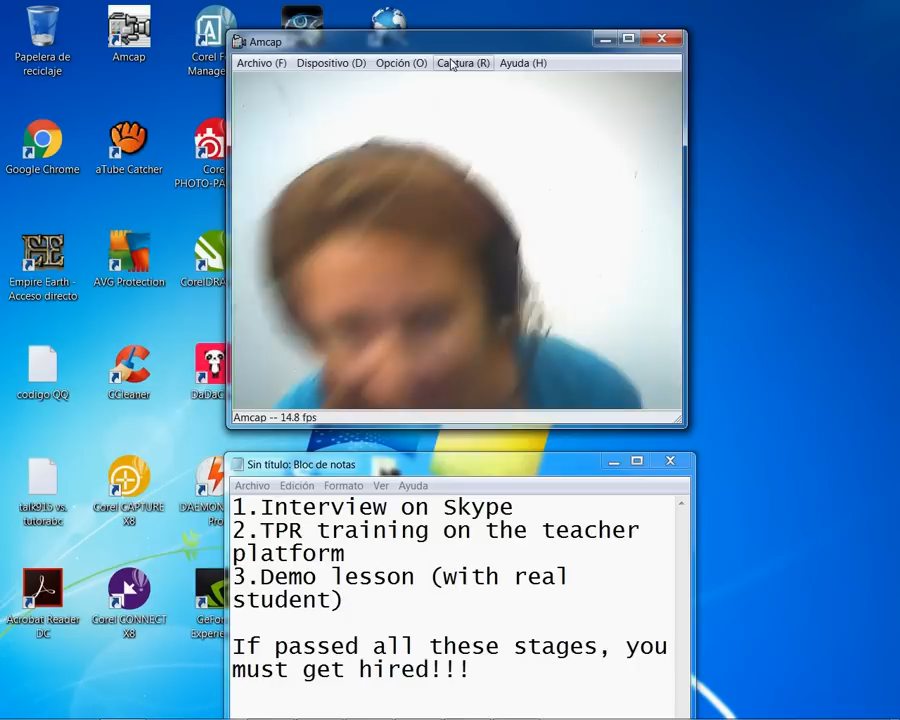 Papelera de
reciclaje
Amcap
Corel F
Manage
Amcap
Archivo (F) Dispositivo (D) Opción (O) Captura (R) Ayuda (H)
Google Chrome
aTube Catcher
Core
PHOTO-PA
Empire Earth -
Acceso directo
AVG Protection
CorelDRA
codigo QQ
CCleaner
DaDaC
Amcap -- 14.8 fps
talk915 vs.
tutorabc
Corel CAPTURE
X8
DAEMON
Pro
Acrobat Reader
DC
Corel CONNECT
X8
GeFor
Experie
Sin título: Bloc de notas
Archivo Edición Formato Ver Ayuda
1.Interview on Skype
2.TPR training on the teacher
platform
3.Demo lesson (with real
student)
If passed all these stages, you
must get hired!!!